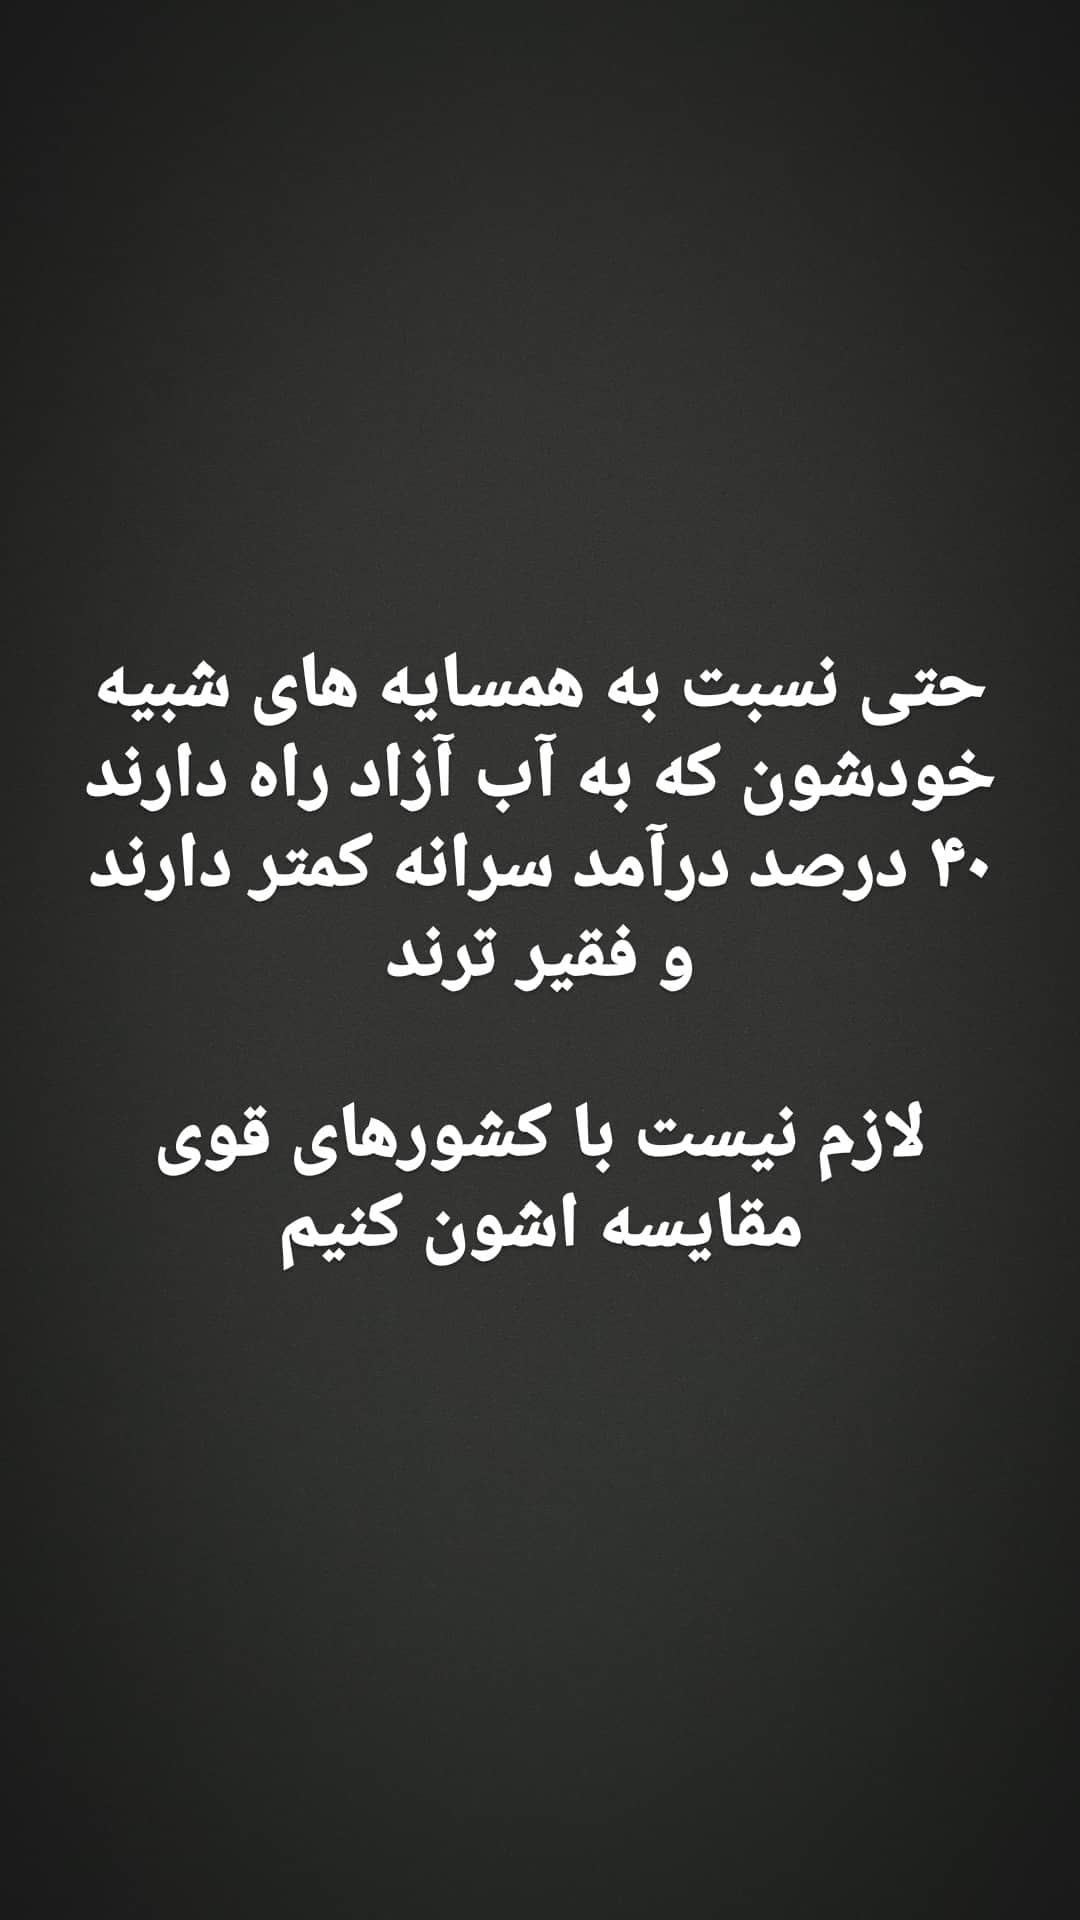 حتی نسبت به همسایه های شبیه
خودشون که به آب آزاد راه دارند
۴۰ درصد درآمد سرانه کمتر دارند
و فقیر ترند
لازم نیست با کشورهای قوی
مقایسه اشون کنیم